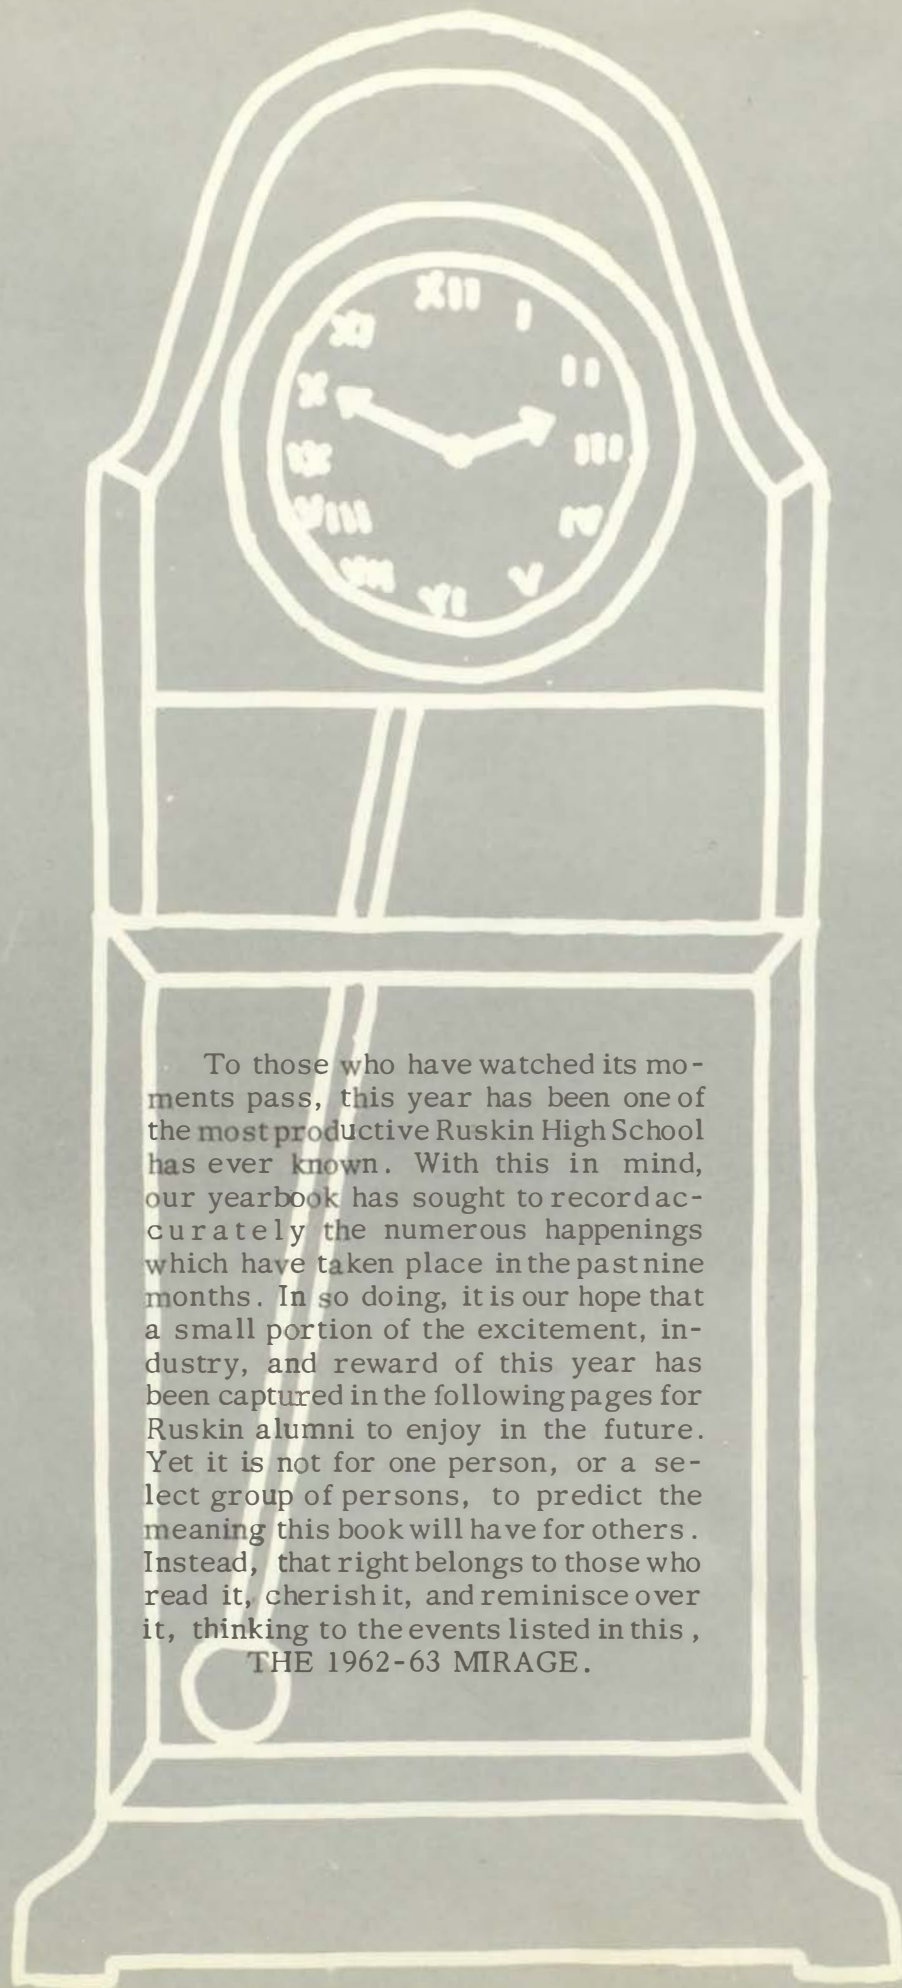 XII
I
II
III
IV
V
VI
VII
VIII
IX
X
XI
To those who have watched its mo-
ments pass, this year has been one of
the most productive Ruskin High School
has ever known. With this in mind,
our yearbook has sought to record ac-
curately the numerous happenings
which have taken place in the past nine
months. In so doing, it is our hope that
a small portion of the excitement, in-
dustry, and reward of this year has
been captured in the following pages for
Ruskin alumni to enjoy in the future.
Yet it is not for one person, or a se-
lect group of persons, to predict the
meaning this book will have for others.
Instead, that right belongs to those who
read it, cherish it, and reminisce over
it, thinking to the events listed in this,
THE 1962-63 MIRAGE.